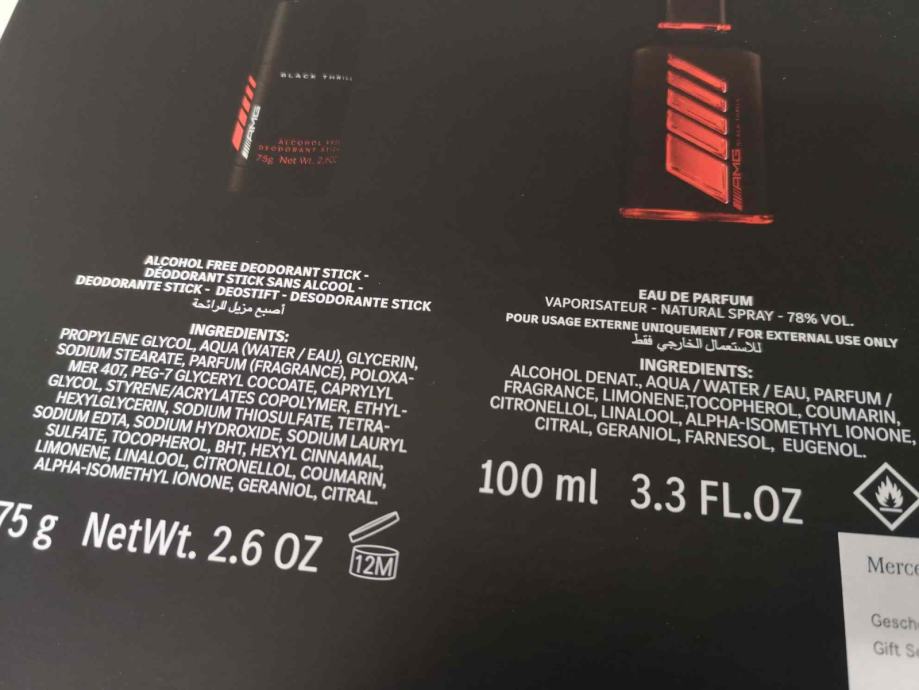 BLACK THRILL
AMG
ALCOHOL FREE
DEODORANT STICK
75g Net Wt. 2.6OZ
ALCOHOL FREE DEODORANT STICK -
DÉODORANT STICK SANS ALCOOL -
DEODORANTE STICK - DEOSTIFT - DESODORANTE STICK
أصبع مزيل للرائحة
INGREDIENTS:
PROPYLENE GLYCOL, AQUA (WATER / EAU), GLYCERIN,
SODIUM STEARATE, PARFUM (FRAGRANCE), POLOXA-
MER 407, PEG-7 GLYCERYL COCOATE, CAPRYLYL
GLYCOL, STYRENE/ACRYLATES COPOLYMER, ETHYL-
HEXYLGLYCERIN, SODIUM THIOSULFATE, TETRA-
SODIUM EDTA, SODIUM HYDROXIDE, SODIUM LAURYL
SULFATE, TOCOPHEROL, BHT, HEXYL CINNAMAL,
LIMONENE, LINALOOL, CITRONELLOL, COUMARIN,
ALPHA-ISOMETHYL IONONE, GERANIOL, CITRAL.
75 g NetWt. 2.6 OZ
12M
AMG BLACK THRILL
EAU DE PARFUM
VAPORISATEUR - NATURAL SPRAY - 78% VOL.
POUR USAGE EXTERNE UNIQUEMENT / FOR EXTERNAL USE ONLY
للاستعمال الخارجي فقط
INGREDIENTS:
ALCOHOL DENAT., AQUA / WATER / EAU, PARFUM /
FRAGRANCE, LIMONENE,TOCOPHEROL, COUMARIN,
CITRONELLOL, LINALOOL, ALPHA-ISOMETHYL IONONE,
CITRAL, GERANIOL, FARNESOL, EUGENOL.
100 ml 3.3 FL.OZ
Merce
Gesch
Gift Se